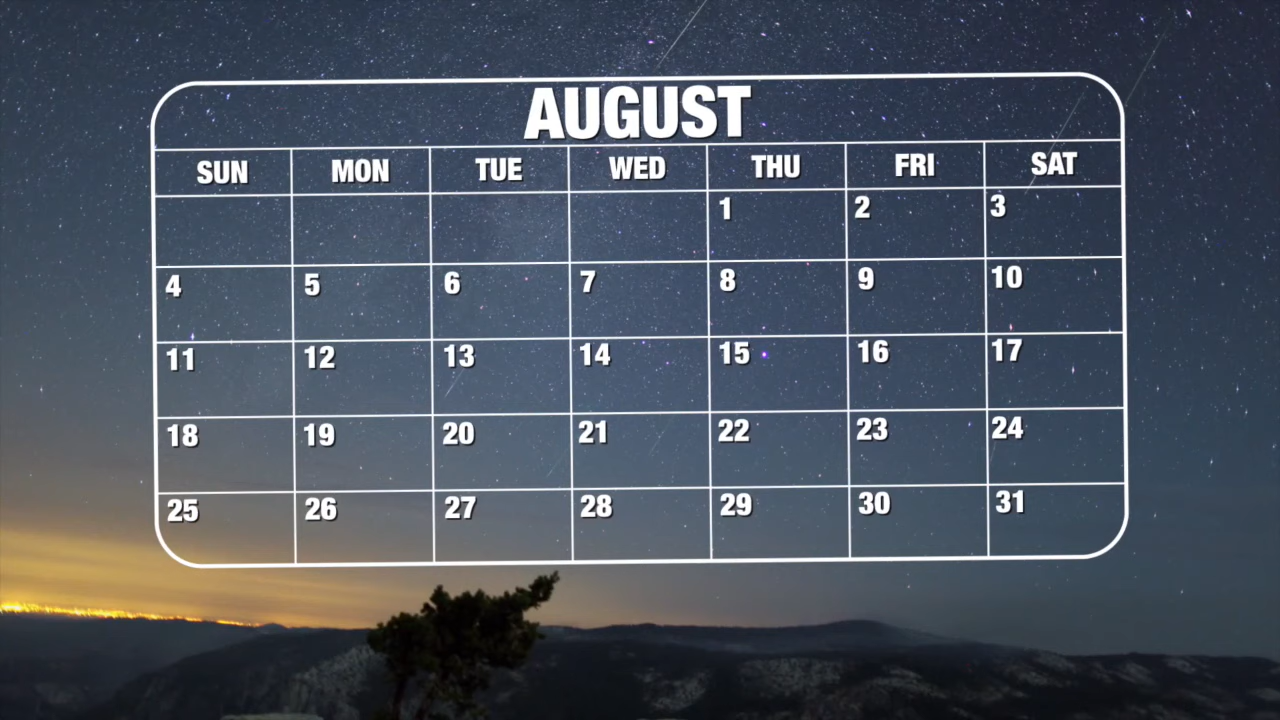 AUGUST
SUN MON TUE WED THU FRI SAT
1 2 3
4 5 6 7 8 9 10
11 12 13 14 15 16 17
18 19 20 21 22 23 24
25 26 27 28 29 30 31